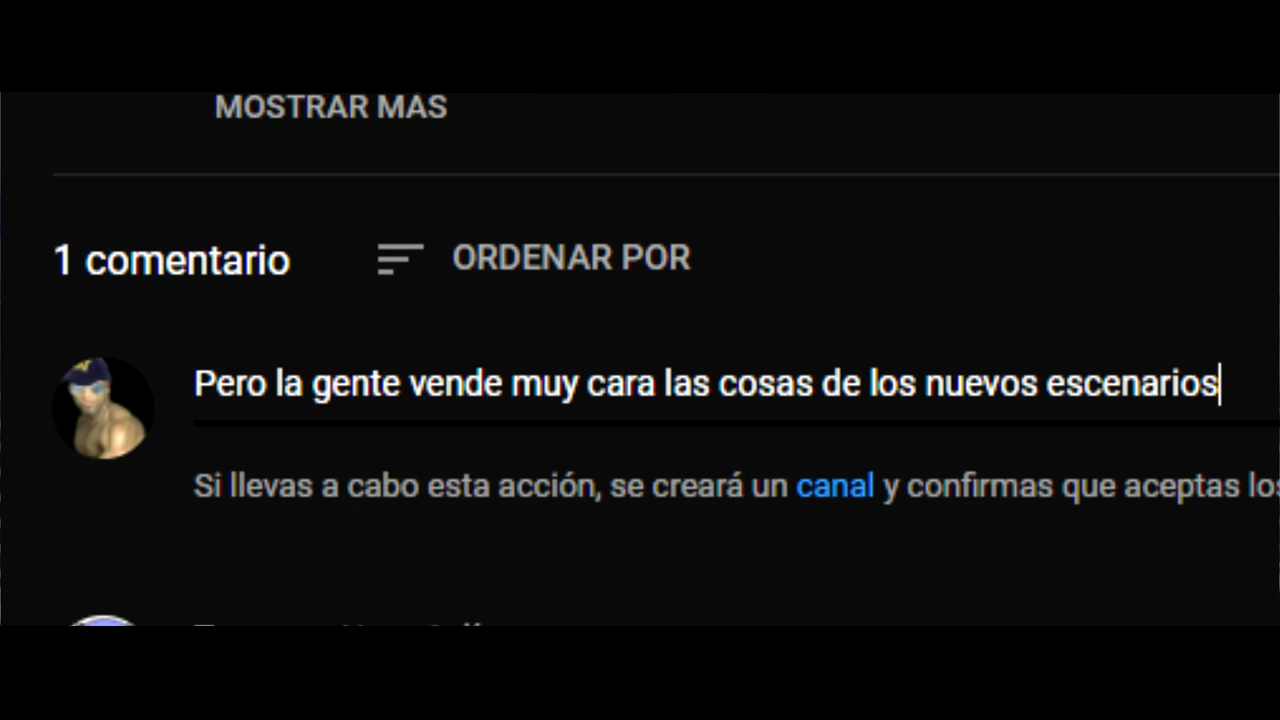 MOSTRAR MÁS
1 comentario
ORDENAR POR
Pero la gente vende muy cara las cosas de los nuevos escenarios
Si llevas a cabo esta acción, se creará un canal y confirmas que aceptas los